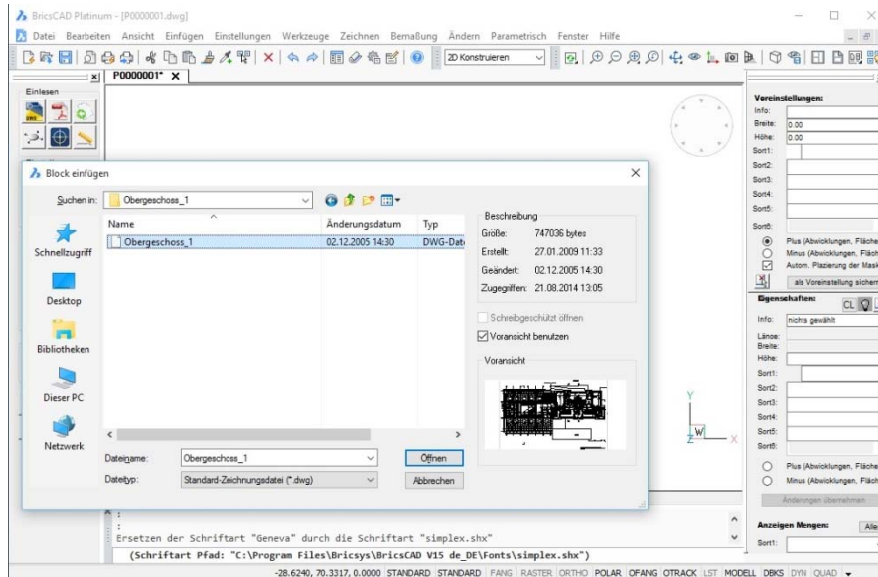 BricsCAD Platinum - [P0000001.dwg]
Datei Bearbeiten Ansicht Einfügen Einstellungen Werkzeuge Zeichnen Bemaßung Ändern Parametrisch Fenster Hilfe
2D Konstruieren
P0000001*
Einlesen
Block einfügen
Suchen in: Obergeschoss_1
Name Änderungsdatum Typ
Obergeschoss_1 02.12.2005 14:30 DWG-Dat
Schnellzugriff
Desktop
Bibliotheken
Dieser PC
Netzwerk
Dateiname: Obergeschoss_1 Öffnen
Dateityp: Standard-Zeichnungsdatei (*.dwg) Abbrechen
Beschreibung
Größe: 747036 bytes
Erstellt: 27.01.2009 11:33
Geändert: 02.12.2005 14:30
Zugegriffen: 21.08.2014 13:05
Schreibgeschützt öffnen
Voransicht benutzen
Voransicht
Y
W
Z X
Voreinstellungen:
Info:
Breite: 0.00
Höhe: 0.00
Sort1:
Sort2:
Sort3:
Sort4:
Sort5:
Sort6:
Plus (Abwicklungen, Fläche
Minus (Abwicklungen, Fläch
Autom. Plazierung der Mask
als Voreinstellung sichern
Eigenschaften: CL
Info: nichs gewählt
Länge:
Breite:
Höhe:
Sort1:
Sort2:
Sort3:
Sort4:
Sort5:
Sort6:
Plus (Abwicklungen, Fläche
Minus (Abwicklungen, Fläch
Änderungen übernehmen
Anzeigen Mengen: Alle
Sort1:
:
:
Ersetzen der Schriftart "Geneva" durch die Schriftart "simplex.shx"
(Schriftart Pfad: "C:\Program Files\Bricsys\BricsCAD V15 de_DE\Fonts\simplex.shx")
-28.6240, 70.3317, 0.0000 STANDARD STANDARD FANG RASTER ORTHO POLAR OFANG OTRACK LST MODELL DBKS DYN QUAD